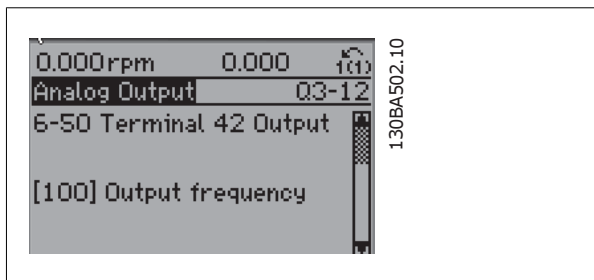 0.000rpm 0.000 1(1)
Analog Output Q3-12
6-50 Terminal 42 Output
[100] Output frequency
130BA502.10